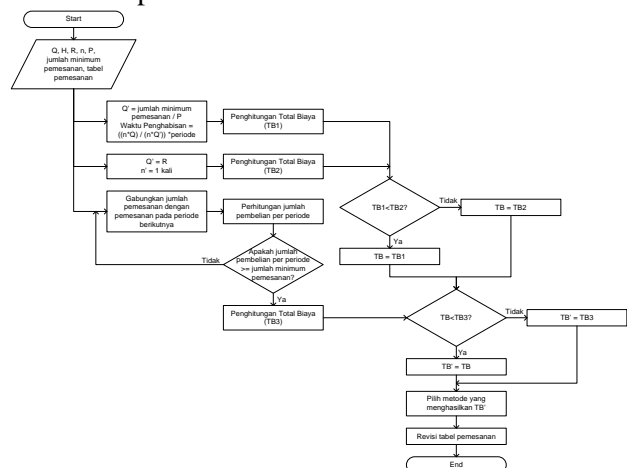 Start
Q, H, R, n, P,
jumlah minimum
pemesanan, tabel
pemesanan
Q' = jumlah minimum
pemesanan / P
Waktu Penghabisan =
((n*Q) / (n*Q')) *periode
Penghitungan Total Biaya
(TB1)
Q' = R
n' = 1 kali
Penghitungan Total Biaya
(TB2)
Gabungkan jumlah
pemesanan dengan
pemesanan pada periode
berikutnya
Perhitungan jumlah
pembelian per periode
TB1<TB2?
Tidak
TB = TB2
Ya
TB = TB1
Apakah jumlah
pembelian per periode
>= jumlah minimum
pemesanan?
Tidak
Ya
Penghitungan Total Biaya
(TB3)
TB<TB3?
Tidak
TB' = TB3
Ya
TB' = TB
Pilih metode yang
menghasilkan TB'
Revisi tabel pemesanan
End